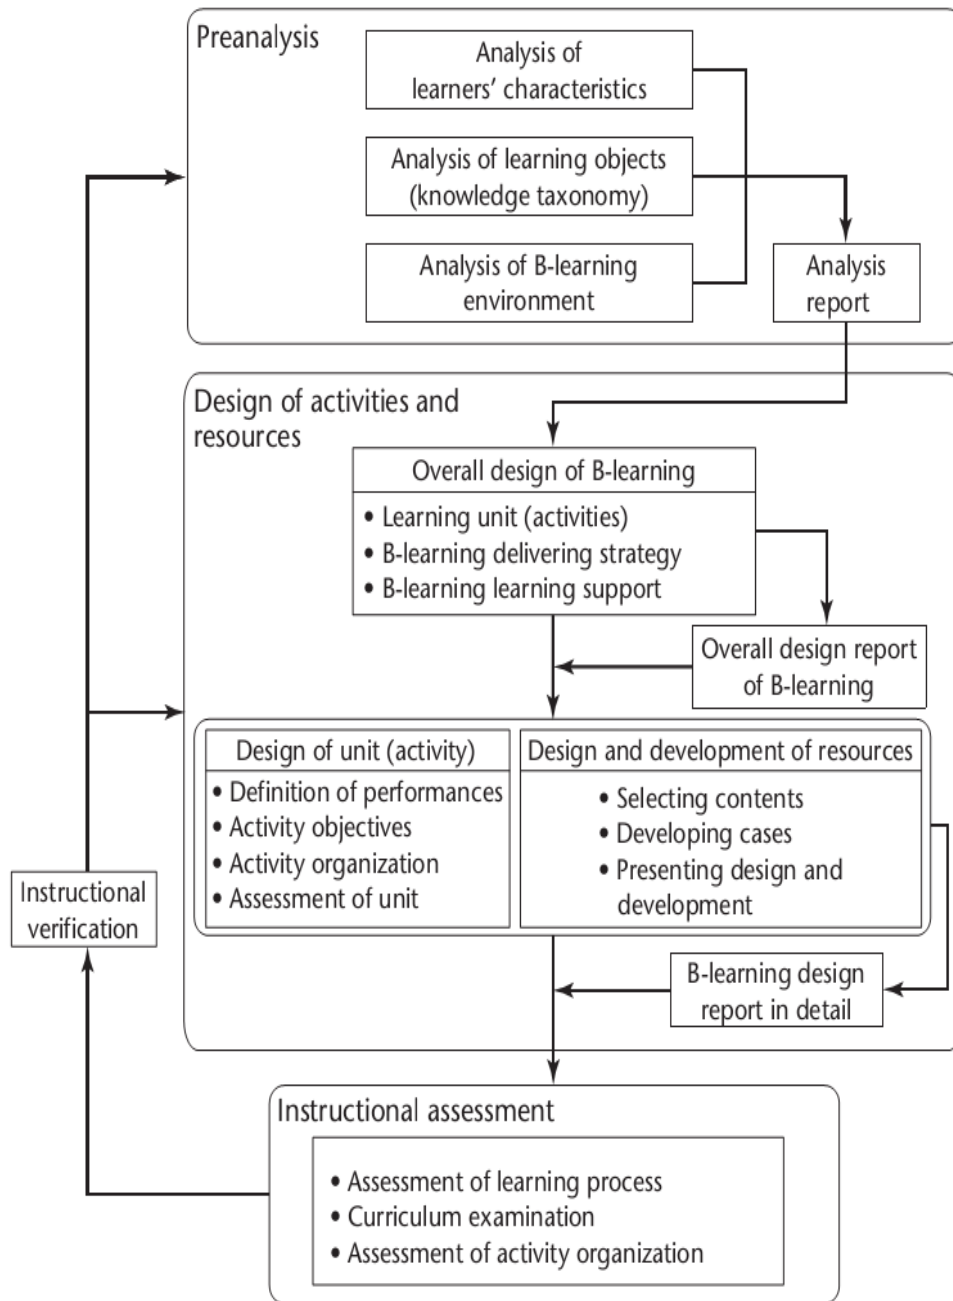 Preanalysis
Analysis of
learners’ characteristics
Analysis of learning objects
(knowledge taxonomy)
Analysis of B-learning
environment
Analysis
report
Design of activities and
resources
Overall design of B-learning
• Learning unit (activities)
• B-learning delivering strategy
• B-learning learning support
Overall design report
of B-learning
Design of unit (activity)
• Definition of performances
• Activity objectives
• Activity organization
• Assessment of unit
Design and development of resources
• Selecting contents
• Developing cases
• Presenting design and
development
Instructional
verification
B-learning design
report in detail
Instructional assessment
• Assessment of learning process
• Curriculum examination
• Assessment of activity organization